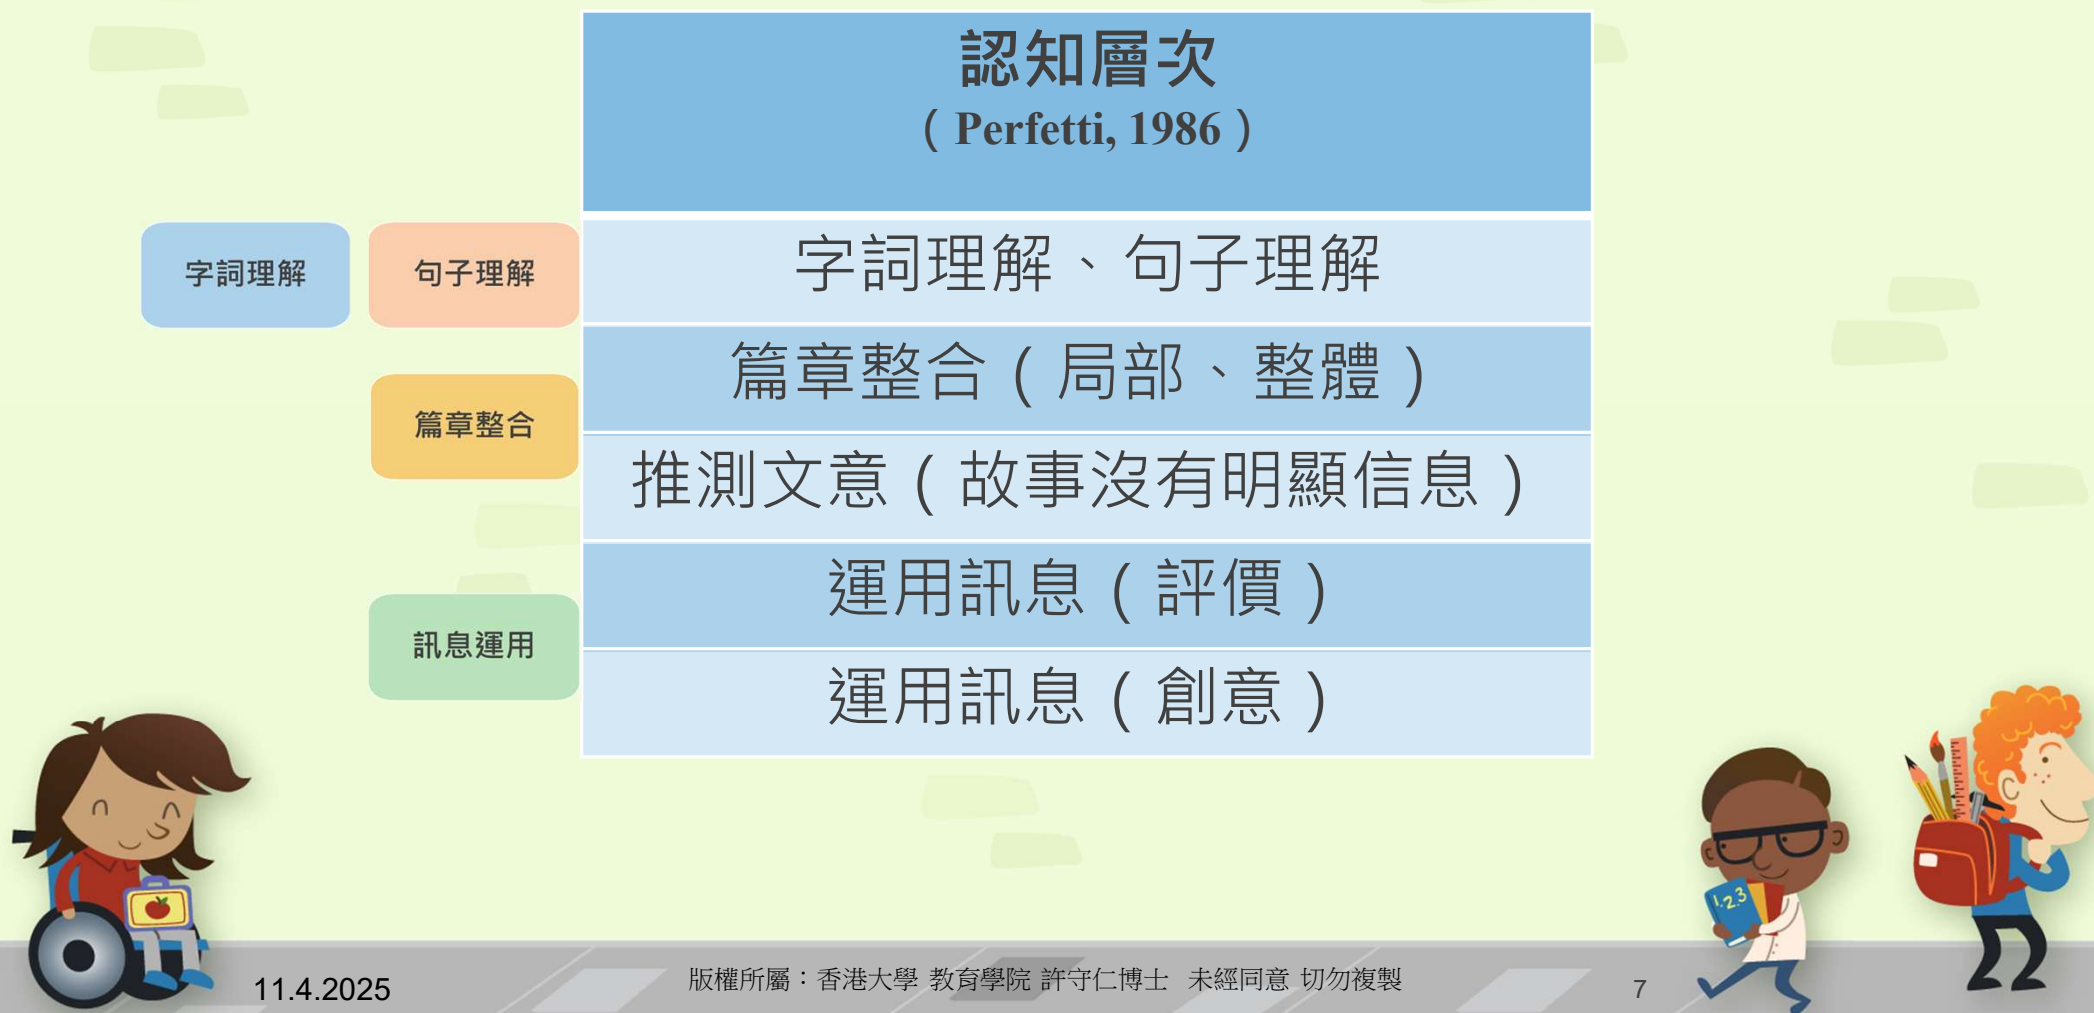 認知層次
（Perfetti, 1986）
字詞理解
句子理解
字詞理解、句子理解
篇章整合（局部、整體）
篇章整合
推測文意（故事沒有明顯信息）
運用訊息（評價）
訊息運用
運用訊息（創意）
1,2,3
11.4.2025
版權所屬：香港大學 教育學院 許守仁博士 未經同意 切勿複製
7